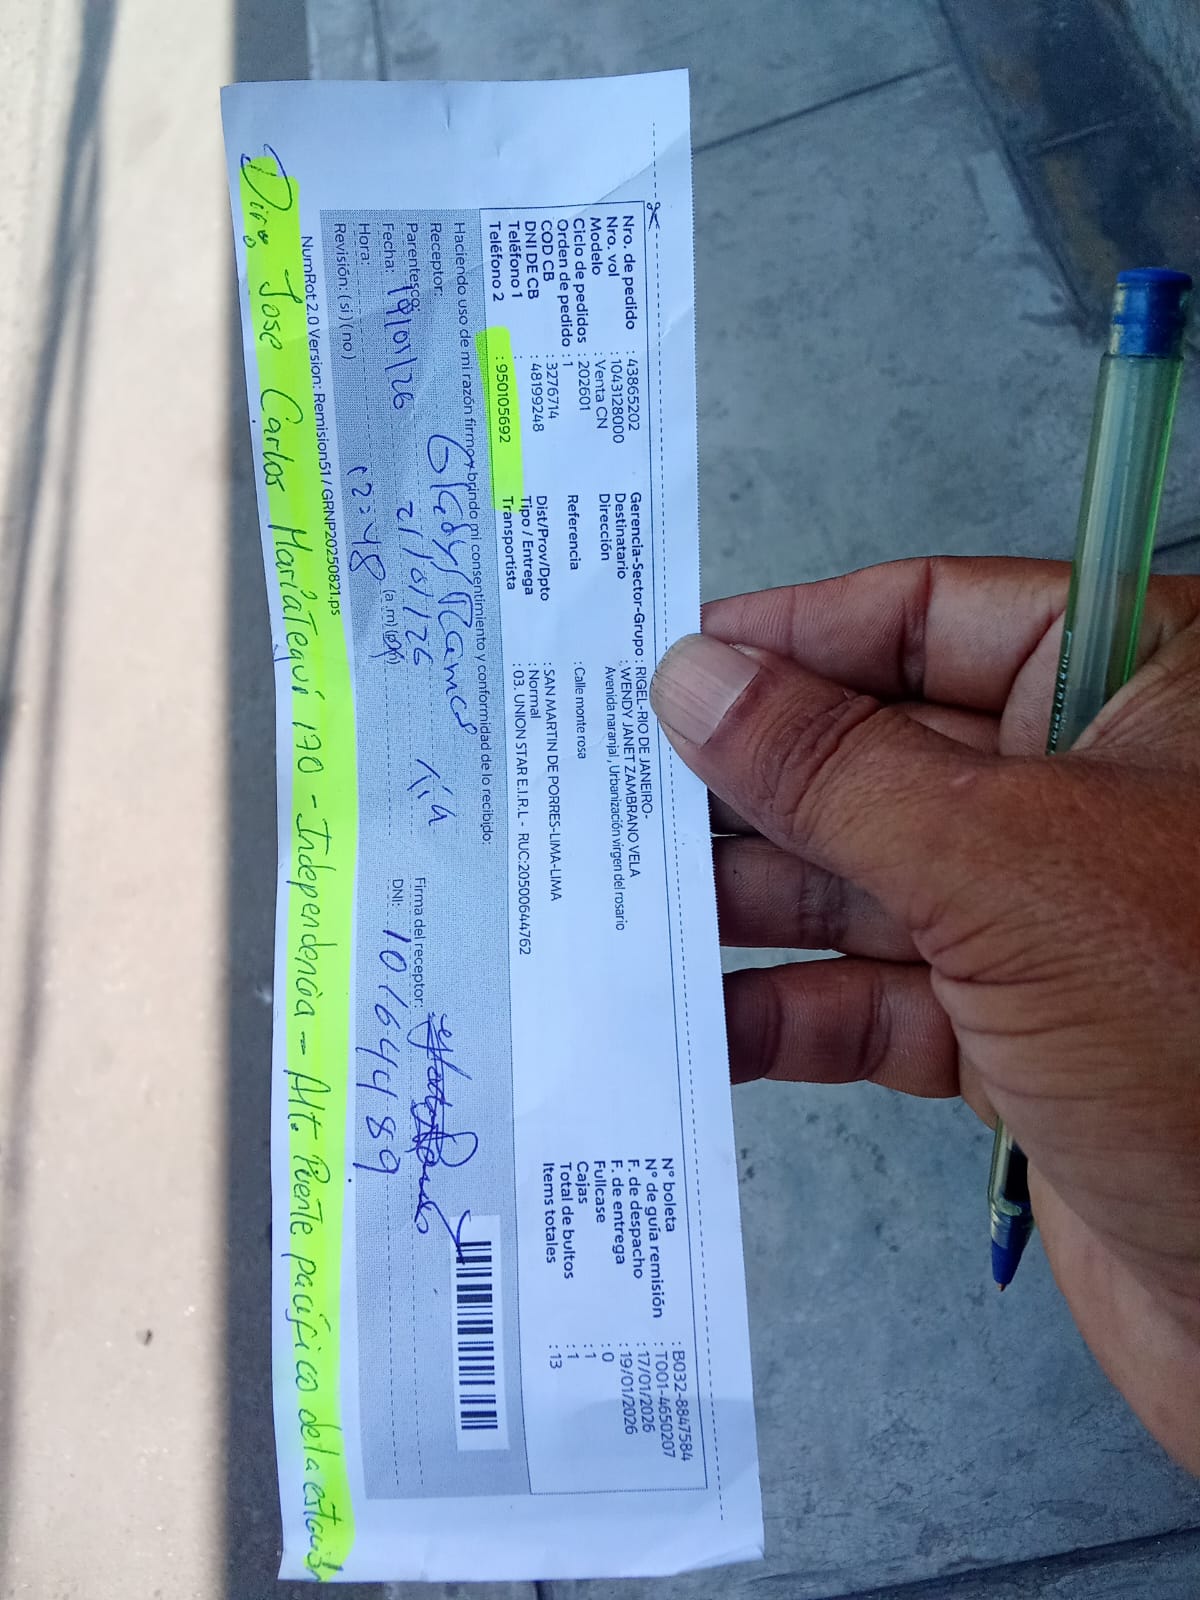 Nro. de pedido : 43865202
Nro. vol : 1043128000
Modelo : Venta CN
Ciclo de pedidos : 202601
Orden de pedido : 1
COD CB : 3276714
DNI DE CB : 48199248
Teléfono 1 :
Teléfono 2 : 950105692
Gerencia-Sector-Grupo : RIGEL-RIO DE JANEIRO-
Destinatario : WENDY JANET ZAMBRANO VELA
Dirección Avenida naranjal , Urbanización virgen del rosario
Referencia : Calle monte rosa
Dist/Prov/Dpto : SAN MARTIN DE PORRES-LIMA-LIMA
Tipo / Entrega : Normal
Transportista : 03. UNION STAR E.I.R.L - RUC:20500644762
N° boleta : B032-8847584
N° de guía remisión : T001-4650207
F. de despacho : 17/01/2026
F. de entrega : 19/01/2026
Fullcase : 0
Cajas : 1
Total de bultos : 1
Items totales : 13
Haciendo uso de mi razón firmo y brindo mi consentimiento y conformidad de lo recibido:
Receptor: Gladys Ramos
Parentesco: Tía
Firma del receptor:
Fecha: 19/01/26 21/01/26
DNI: 10164489
Hora: 12:48 (a.m)(pm)
Revisión: (si)(no)
NumRot 2.0 Version: Remision51 / GRNP20250821.ps
Dir: Jose Carlos MaríaTegui 170 - Independencia - Alt. Puente pacífico de la